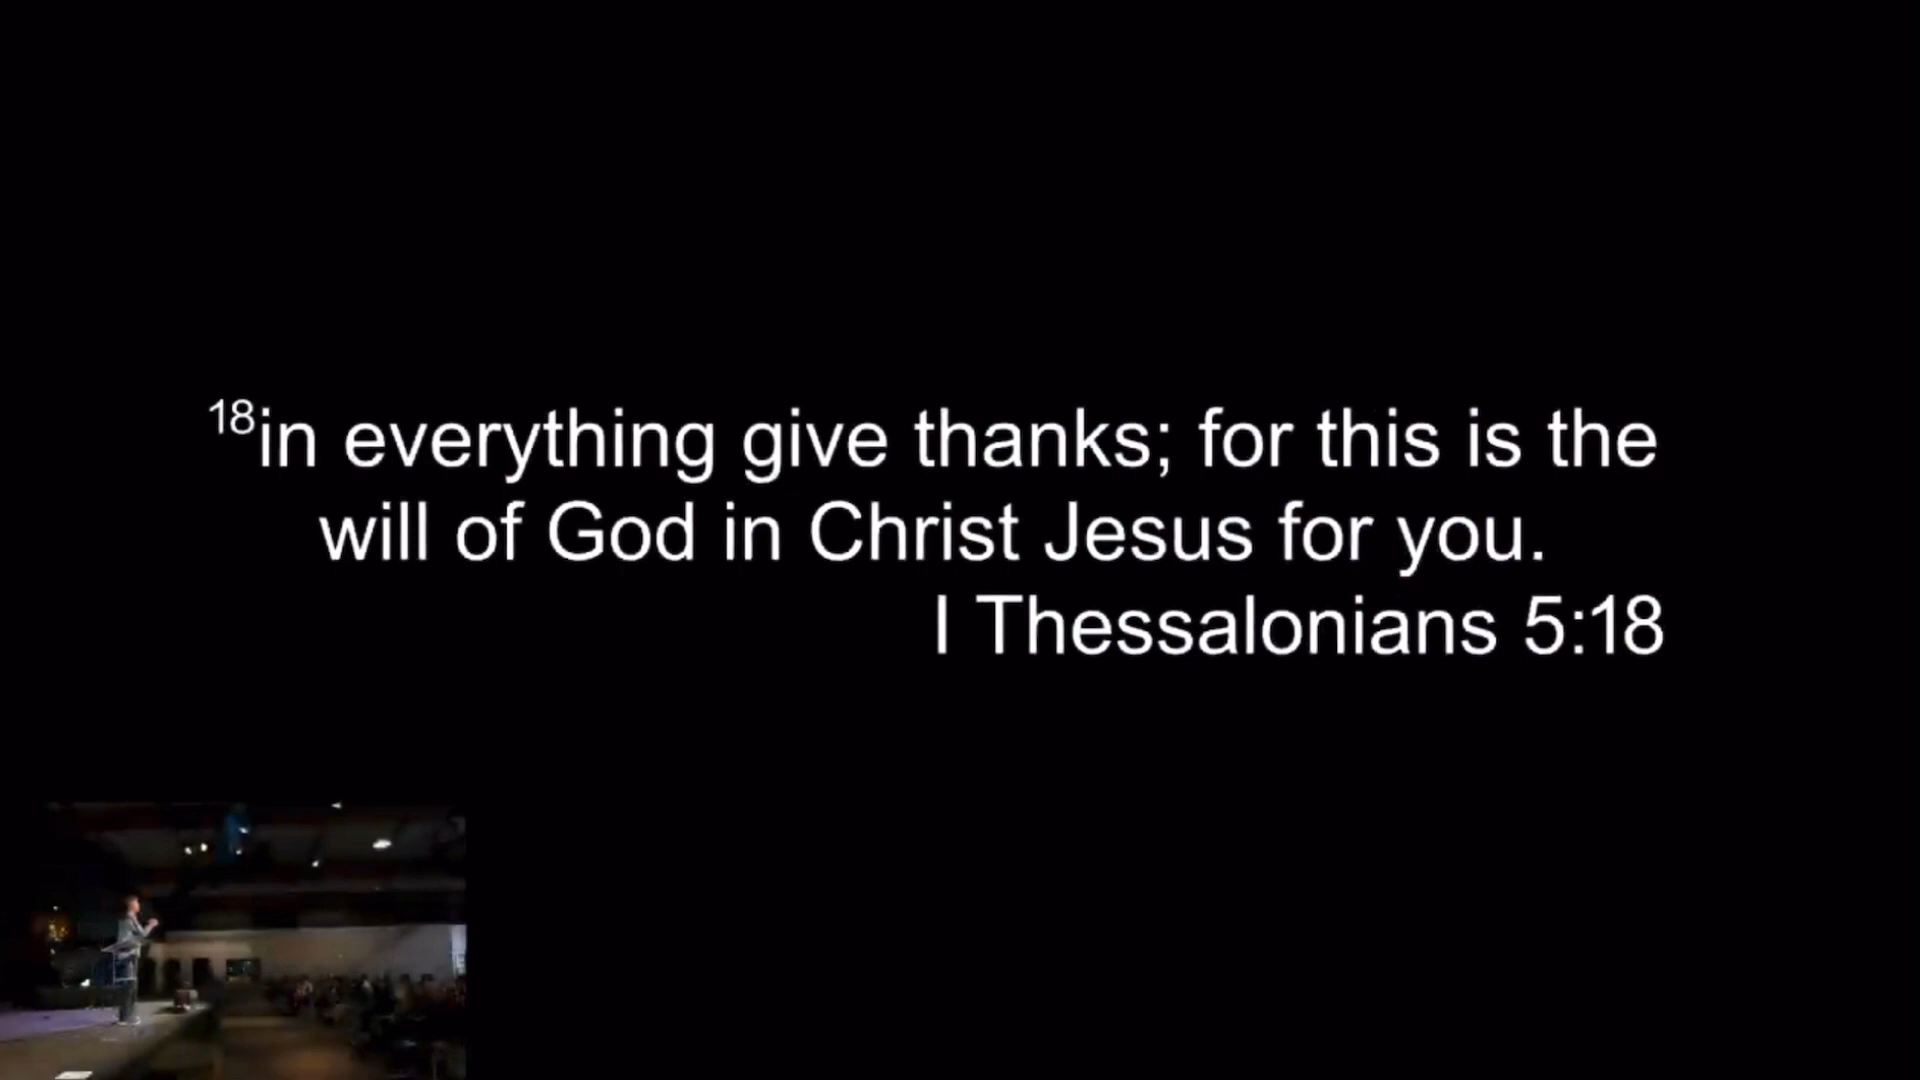 18in everything give thanks; for this is the
will of God in Christ Jesus for you.
I Thessalonians 5:18